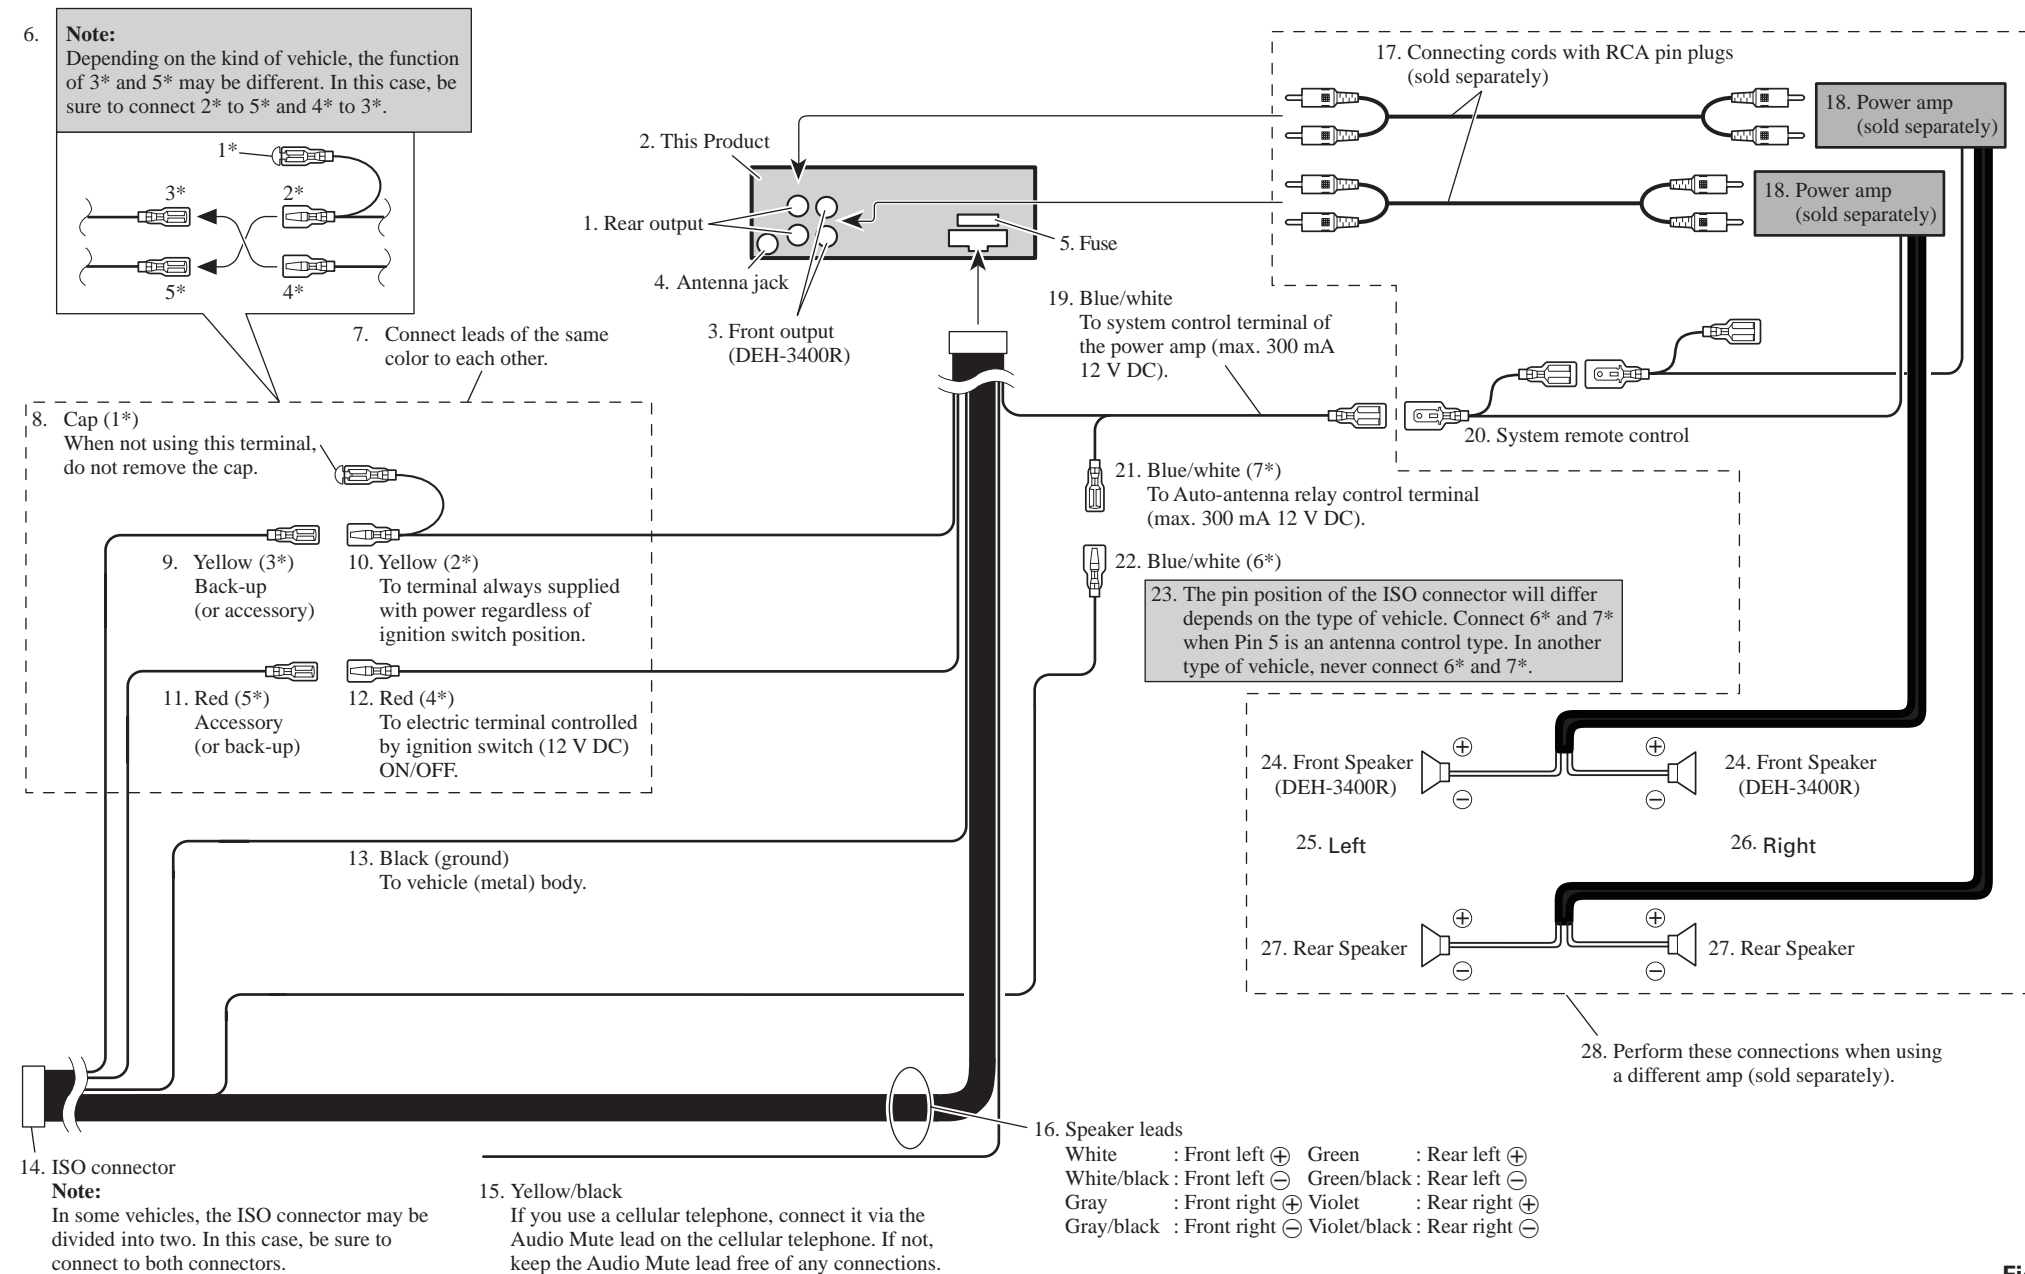 6. Note:
Depending on the kind of vehicle, the function
of 3* and 5* may be different. In this case, be
sure to connect 2* to 5* and 4* to 3*.
1*
3*
2*
5*
4*
7. Connect leads of the same
color to each other.
8. Cap (1*)
When not using this terminal,
do not remove the cap.
9. Yellow (3*)
Back-up
(or accessory)
10. Yellow (2*)
To terminal always supplied
with power regardless of
ignition switch position.
11. Red (5*)
Accessory
(or back-up)
12. Red (4*)
To electric terminal controlled
by ignition switch (12 V DC)
ON/OFF.
13. Black (ground)
To vehicle (metal) body.
14. ISO connector
Note:
In some vehicles, the ISO connector may be
divided into two. In this case, be sure to
connect to both connectors.
15. Yellow/black
If you use a cellular telephone, connect it via the
Audio Mute lead on the cellular telephone. If not,
keep the Audio Mute lead free of any connections.
2. This Product
1. Rear output
4. Antenna jack
3. Front output
(DEH-3400R)
5. Fuse
17. Connecting cords with RCA pin plugs
(sold separately)
18. Power amp
(sold separately)
18. Power amp
(sold separately)
19. Blue/white
To system control terminal of
the power amp (max. 300 mA
12 V DC).
20. System remote control
21. Blue/white (7*)
To Auto-antenna relay control terminal
(max. 300 mA 12 V DC).
22. Blue/white (6*)
23. The pin position of the ISO connector will differ
depends on the type of vehicle. Connect 6* and 7*
when Pin 5 is an antenna control type. In another
type of vehicle, never connect 6* and 7*.
24. Front Speaker
(DEH-3400R)
+
-
+
-
24. Front Speaker
(DEH-3400R)
25. Left
26. Right
27. Rear Speaker
+
-
+
-
27. Rear Speaker
28. Perform these connections when using
a different amp (sold separately).
16. Speaker leads
White : Front left ⊕ Green : Rear left ⊕
White/black : Front left ⊖ Green/black : Rear left ⊖
Gray : Front right ⊕ Violet : Rear right ⊕
Gray/black : Front right ⊖ Violet/black : Rear right ⊖